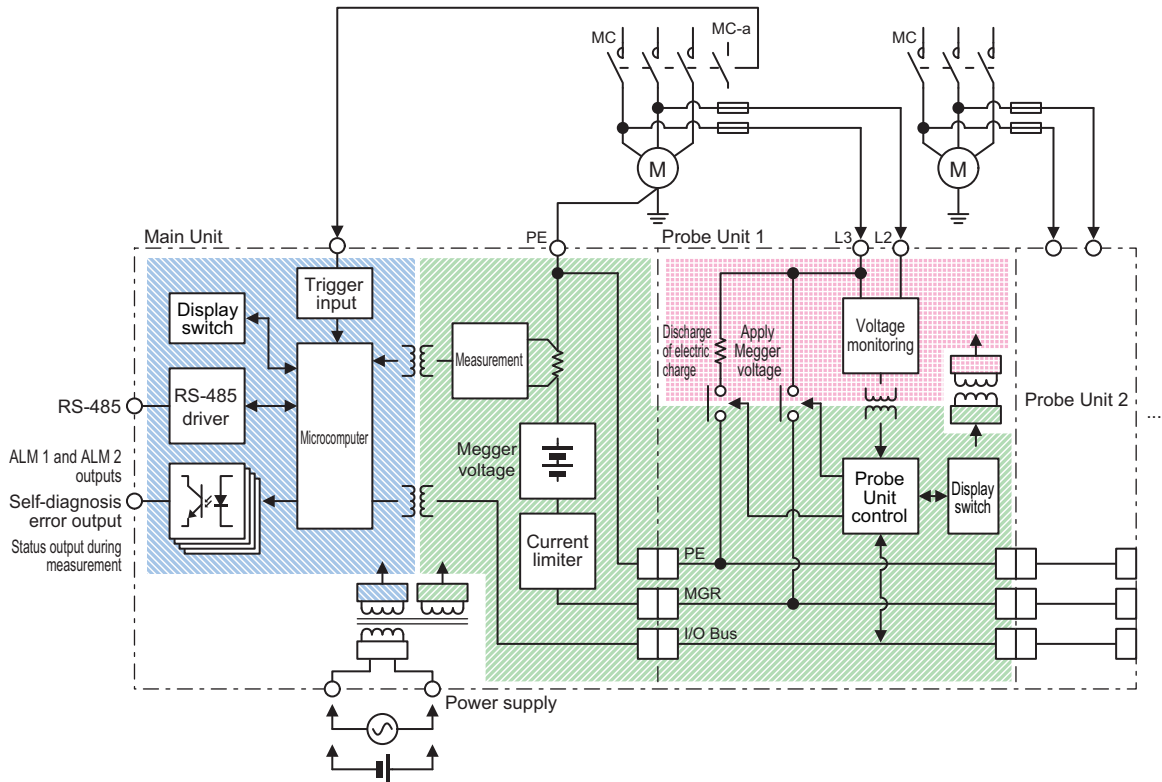 MC
MC-a
MC
M
M
Main Unit
PE
Probe Unit 1
L3
L2
Trigger
input
Display
switch
Measurement
Discharge
of electric
charge
Apply
Megger
voltage
Voltage
monitoring
RS-485
RS-485
driver
Microcomputer
Probe Unit 2
...
Megger
voltage
ALM 1 and ALM 2
outputs
Self-diagnosis
error output
Status output during
measurement
Probe
Unit
control
Display
switch
Current
limiter
PE
MGR
I/O Bus
Power supply